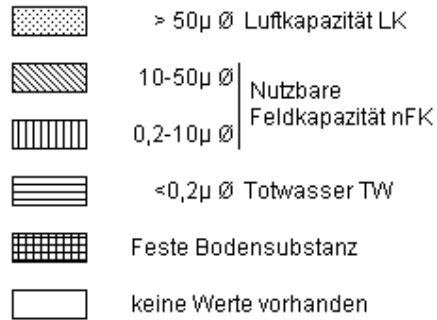 > 50µ Ø Luftkapazität LK
10-50µ Ø
Nutzbare
Feldkapazität nFK
0,2-10µ Ø
<0,2µ Ø Totwasser TW
Feste Bodensubstanz
keine Werte vorhanden